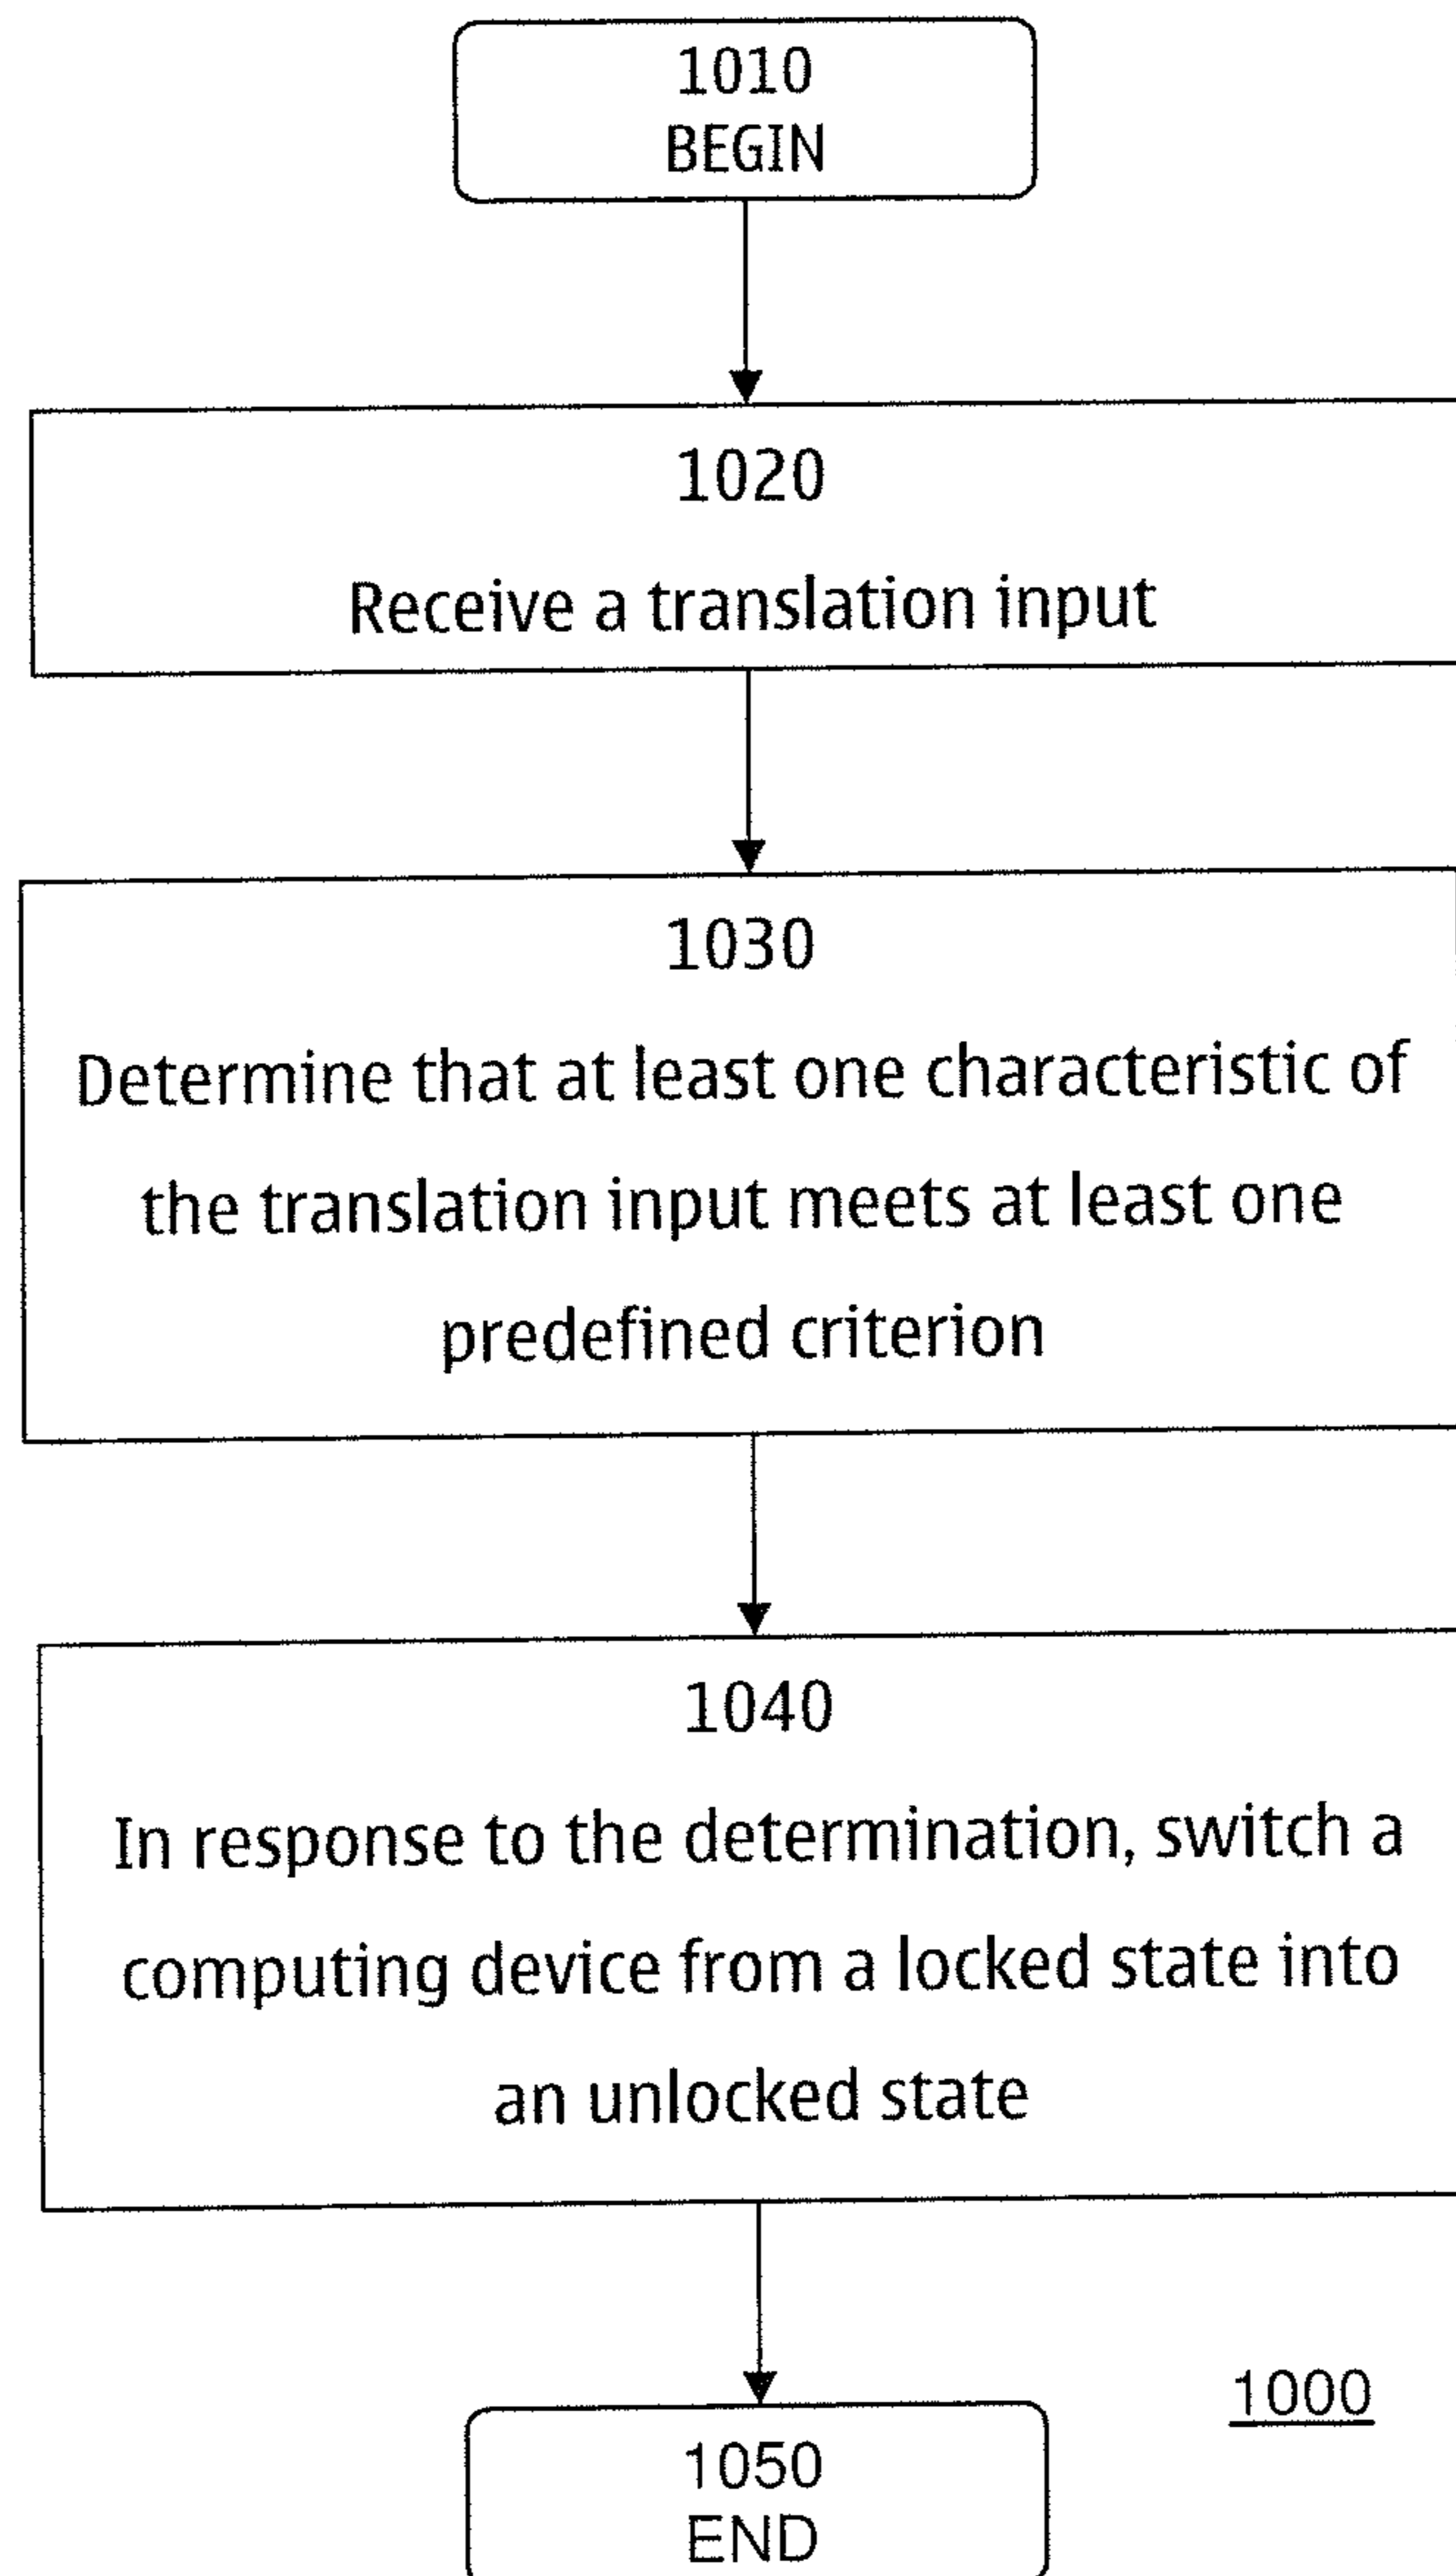 1010
BEGIN
1020
Receive a translation input
1030
Determine that at least one characteristic of
the translation input meets at least one
predefined criterion
1040
In response to the determination, switch a
computing device from a locked state into
an unlocked state
1000
1050
END